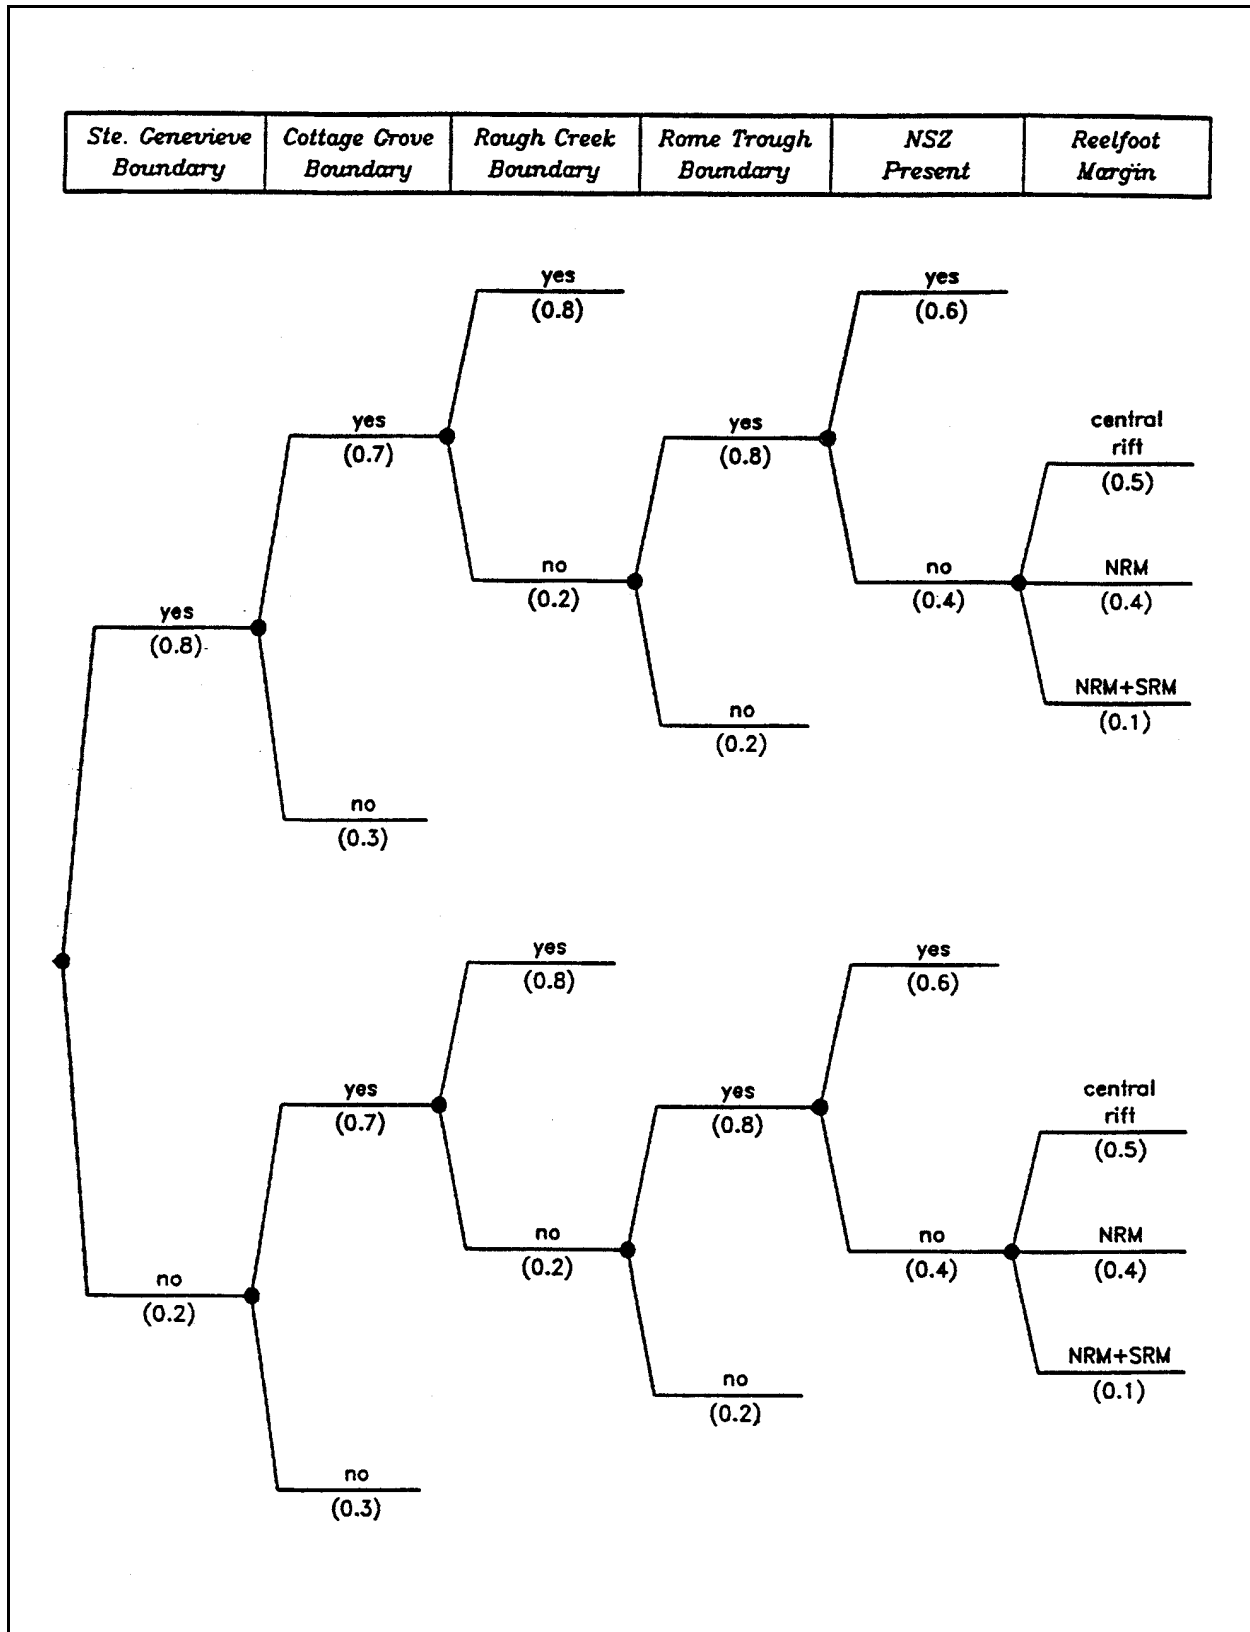 Ste. Genevieve Boundary
Cottage Grove Boundary
Rough Creek Boundary
Rome Trough Boundary
NSZ Present
Reelfoot Margin
yes
(0.8)
yes
(0.6)
yes
(0.7)
yes
(0.8)
central
rift
(0.5)
no
(0.2)
no
(0.4)
NRM
(0.4)
yes
(0.8)
NRM+SRM
(0.1)
no
(0.2)
no
(0.3)
yes
(0.8)
yes
(0.6)
yes
(0.7)
yes
(0.8)
central
rift
(0.5)
no
(0.2)
no
(0.4)
NRM
(0.4)
no
(0.2)
NRM+SRM
(0.1)
no
(0.2)
no
(0.3)